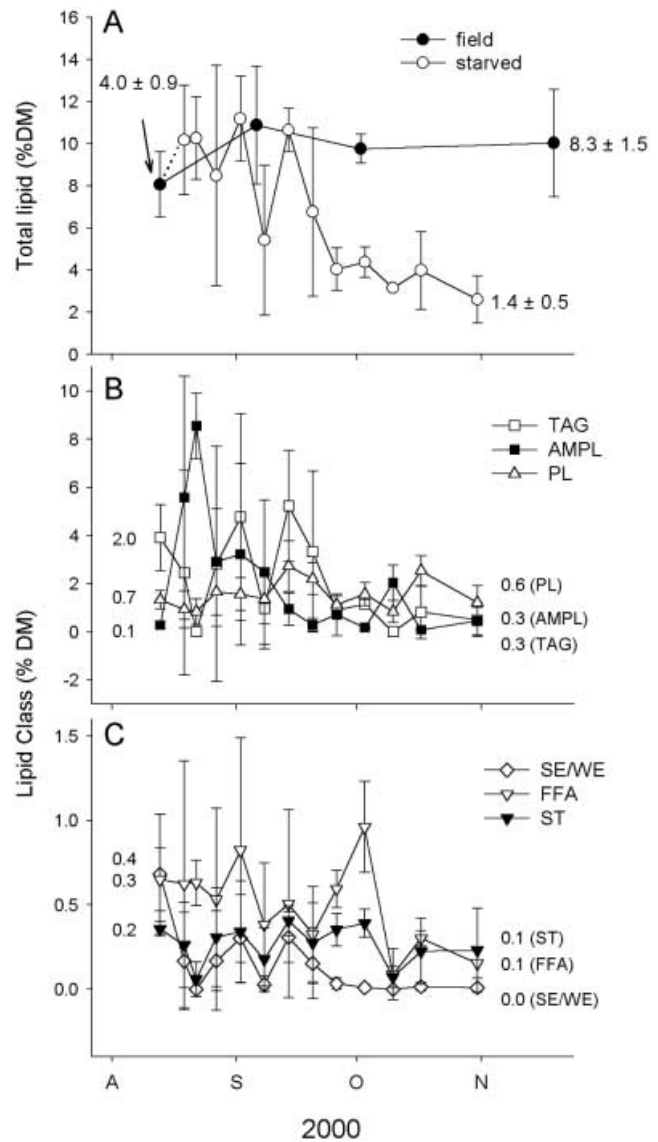 A
16
14
12
10
8
6
4
2
0
Total lipid (%DM)
field
starved
4.0 ± 0.9
8.3 ± 1.5
1.4 ± 0.5
B
10
8
6
4
2
0
-2
TAG
AMPL
PL
2.0
0.7
0.1
0.6 (PL)
0.3 (AMPL)
0.3 (TAG)
Lipid Class (% DM)
C
1.5
1.0
0.5
0.0
SE/WE
FFA
ST
0.4
0.3
0.2
0.1 (ST)
0.1 (FFA)
0.0 (SE/WE)
A S O N
2000